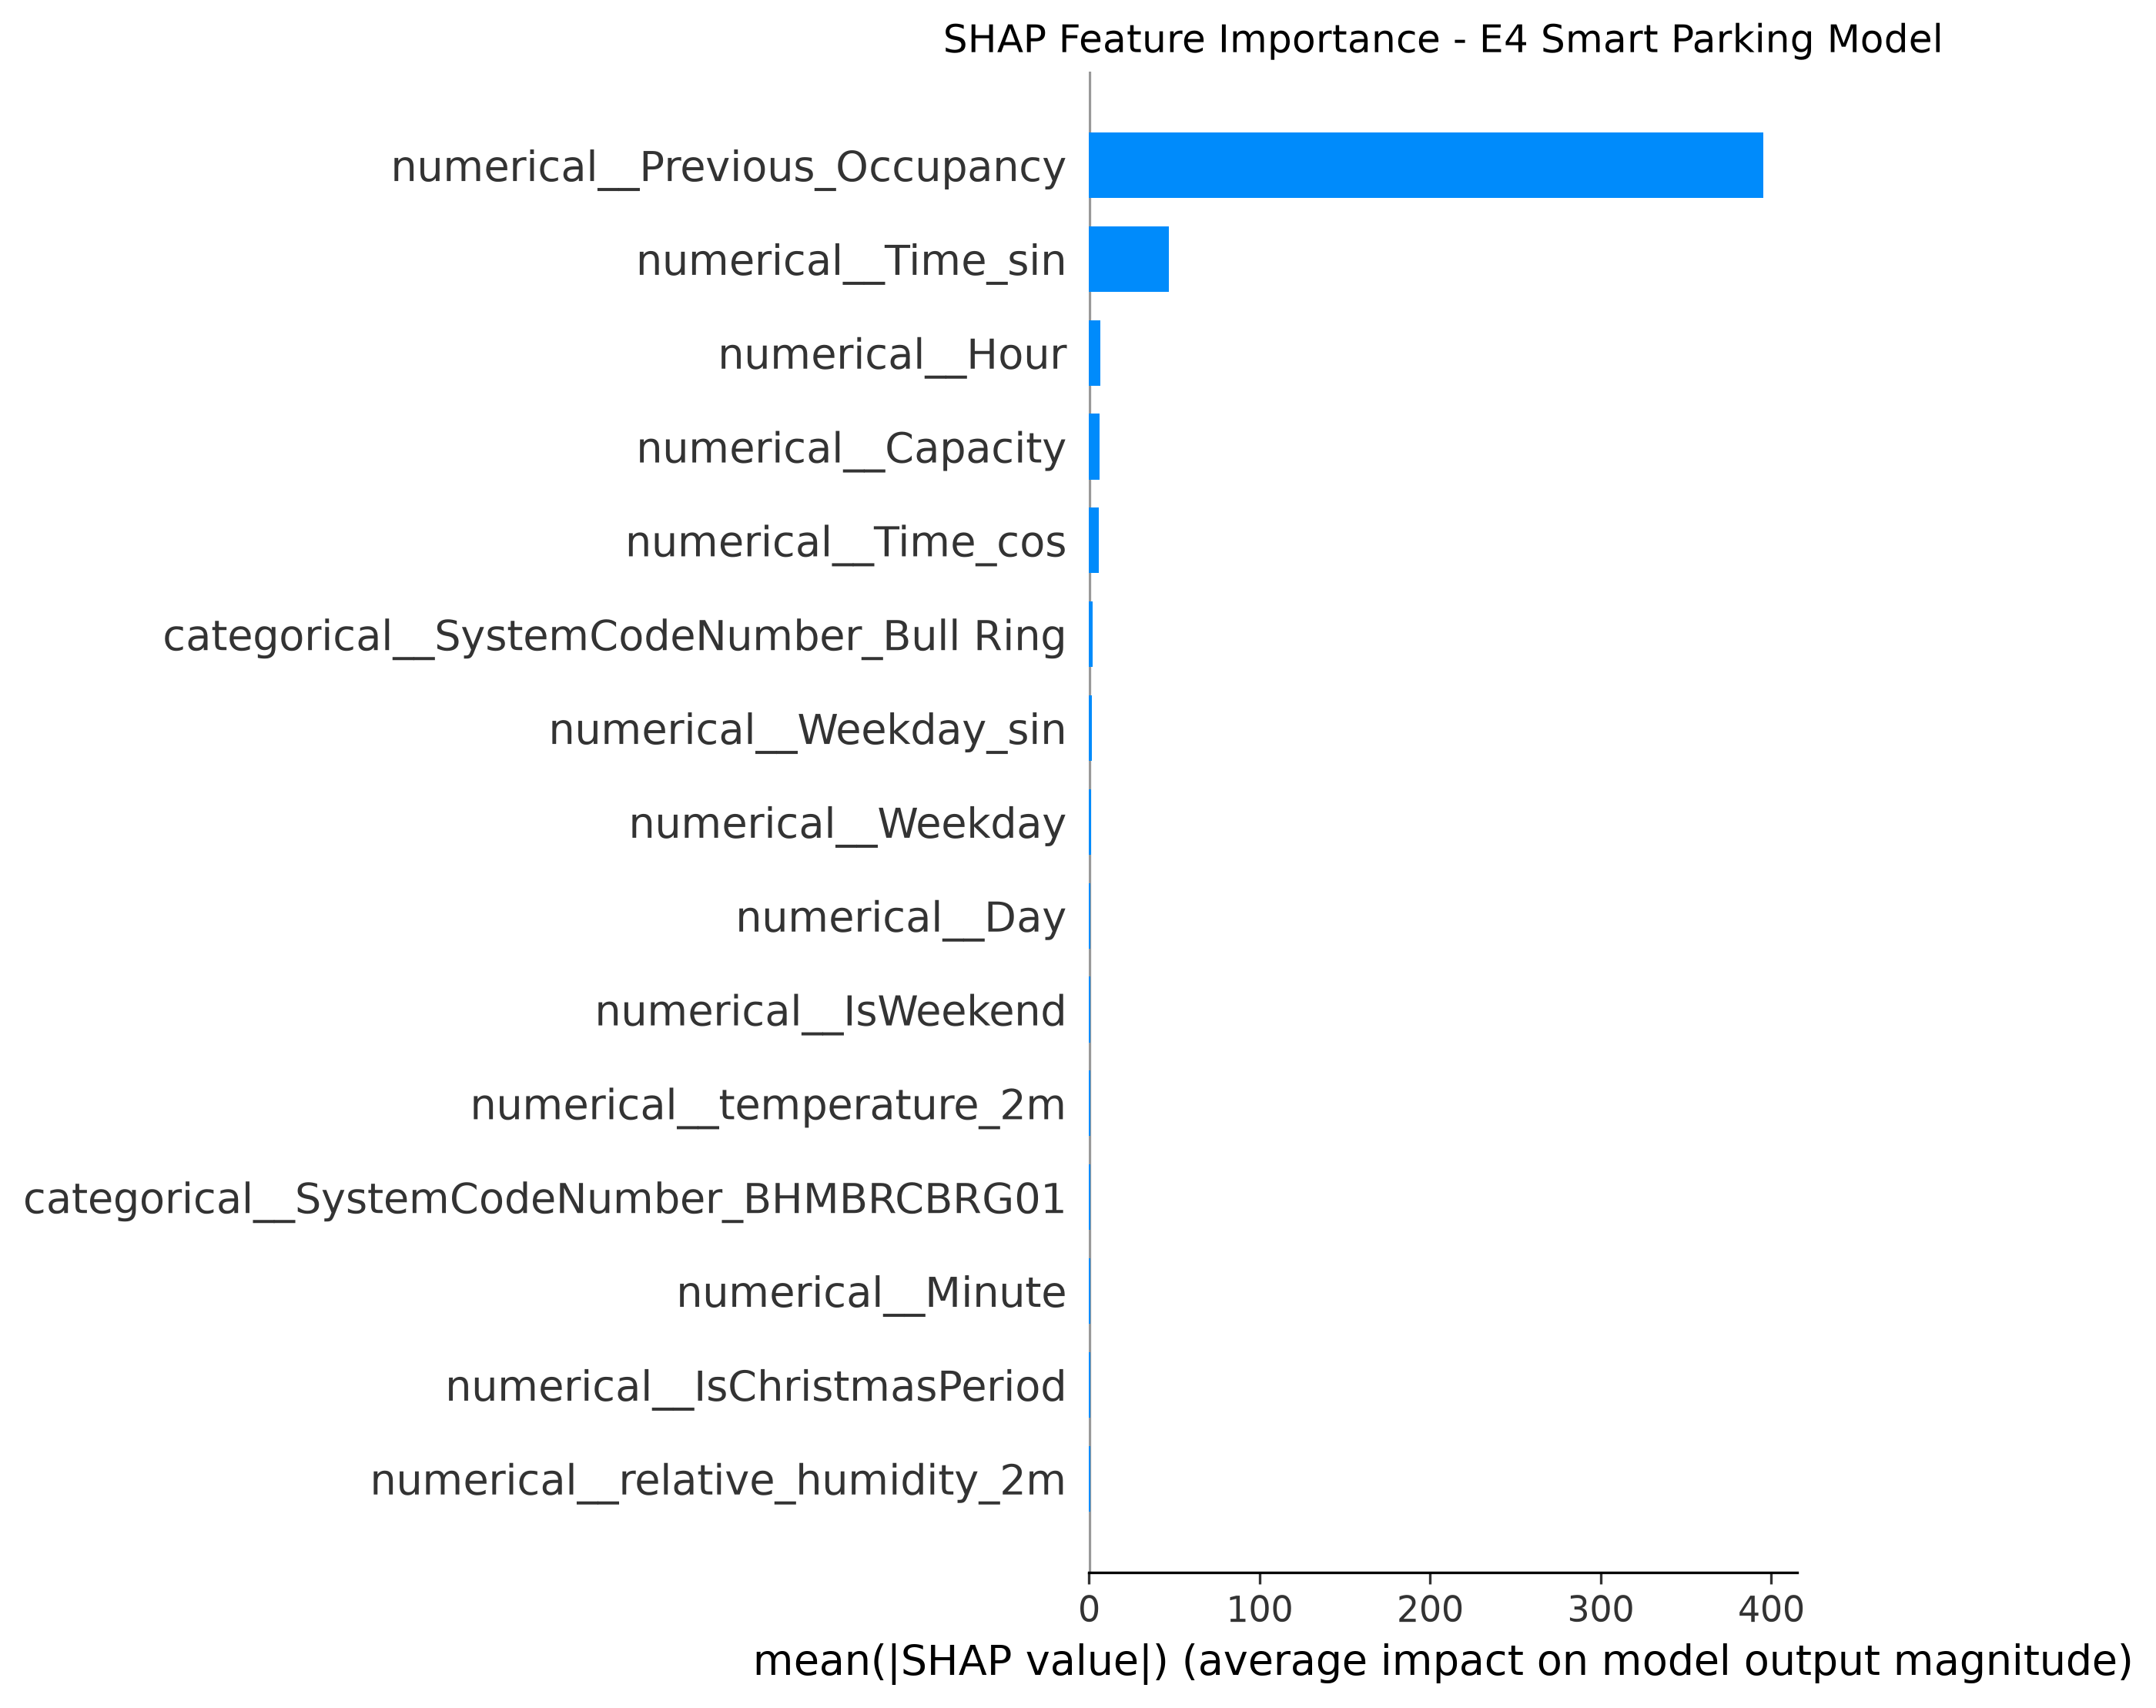 SHAP Feature Importance - E4 Smart Parking Model
numerical__Previous_Occupancy
numerical__Time_sin
numerical__Hour
numerical__Capacity
numerical__Time_cos
categorical__SystemCodeNumber_Bull Ring
numerical__Weekday_sin
numerical__Weekday
numerical__Day
numerical__IsWeekend
numerical__temperature_2m
categorical__SystemCodeNumber_BHMBRCBRG01
numerical__Minute
numerical__IsChristmasPeriod
numerical__relative_humidity_2m
0 100 200 300 400
mean(|SHAP value|) (average impact on model output magnitude)